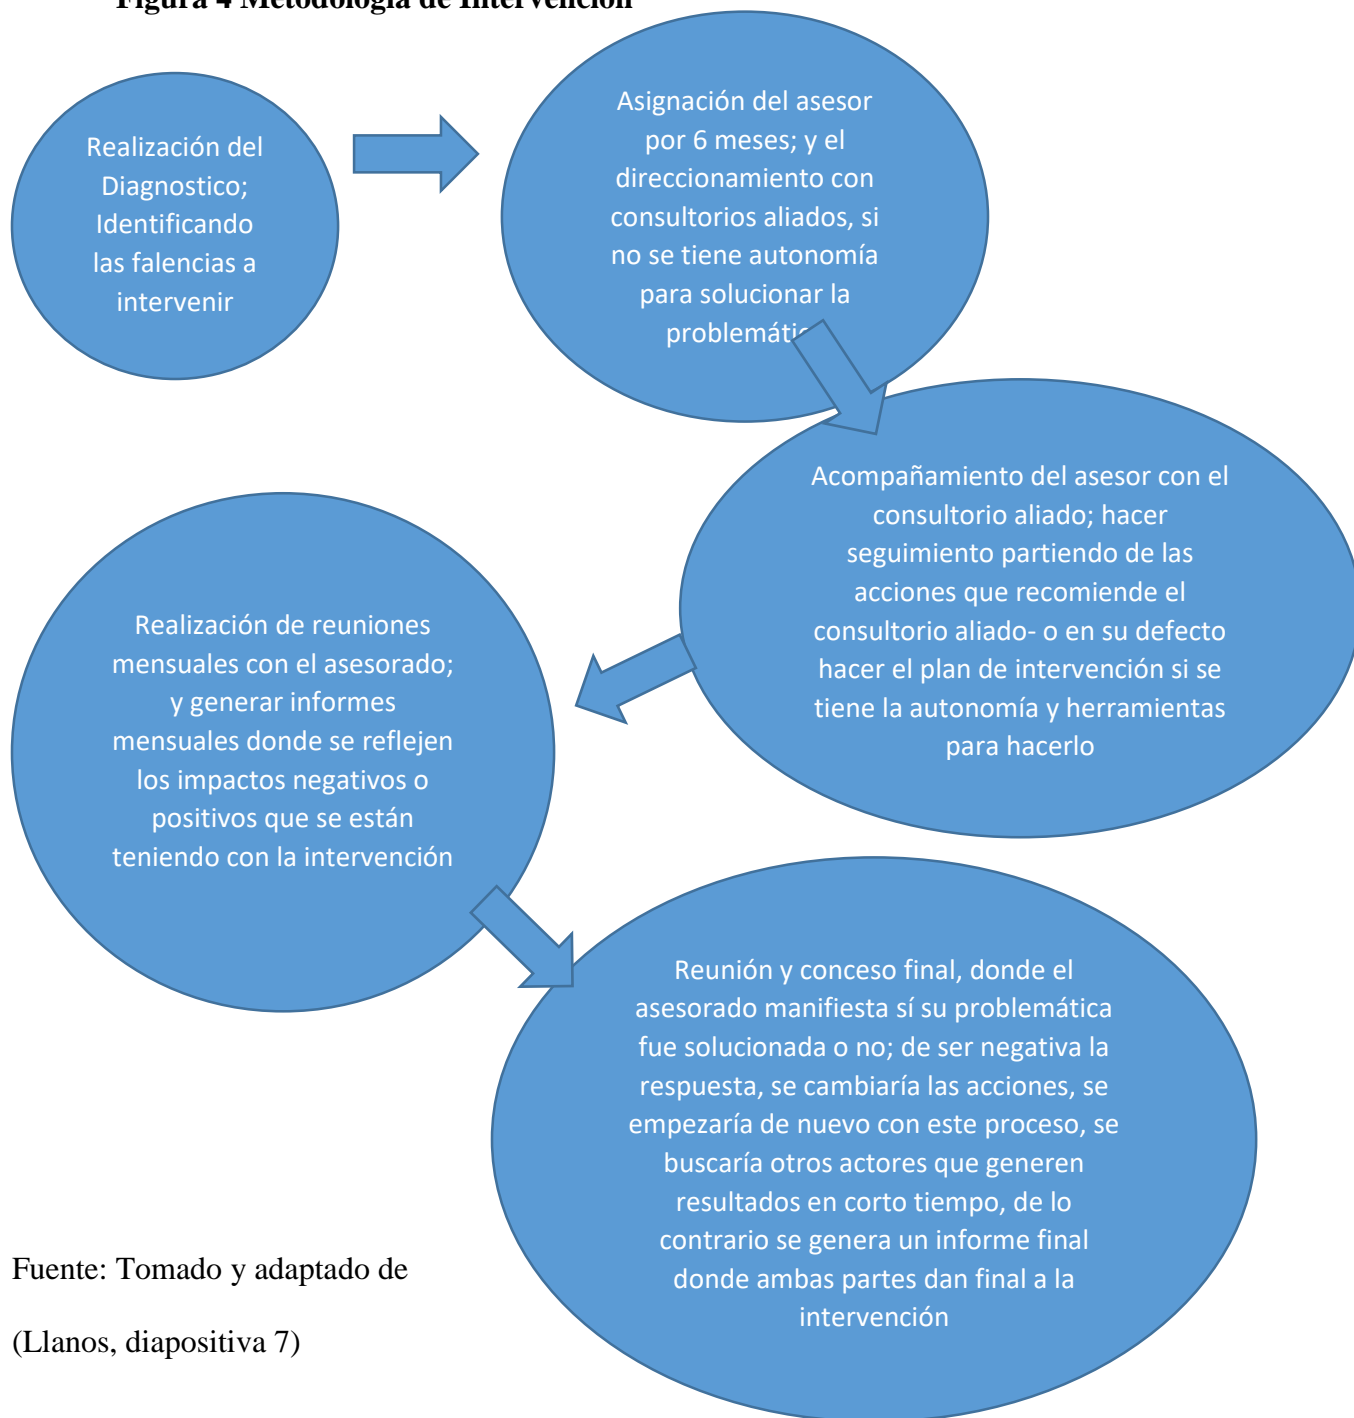 Figura 4 Metodología de Intervención
Realización del
Diagnostico;
Identificando
las falencias a
intervenir
Asignación del asesor
por 6 meses; y el
direccionamiento con
consultorios aliados, si
no se tiene autonomía
para solucionar la
problemátic
Acompañamiento del asesor con el
consultorio aliado; hacer
seguimiento partiendo de las
acciones que recomiende el
consultorio aliado- o en su defecto
hacer el plan de intervención si se
tiene la autonomía y herramientas
para hacerlo
Realización de reuniones
mensuales con el asesorado;
y generar informes
mensuales donde se reflejen
los impactos negativos o
positivos que se están
teniendo con la intervención
Reunión y conceso final, donde el
asesorado manifiesta sí su problemática
fue solucionada o no; de ser negativa la
respuesta, se cambiaría las acciones, se
empezaría de nuevo con este proceso, se
buscaría otros actores que generen
resultados en corto tiempo, de lo
contrario se genera un informe final
donde ambas partes dan final a la
intervención
Fuente: Tomado y adaptado de
(Llanos, diapositiva 7)